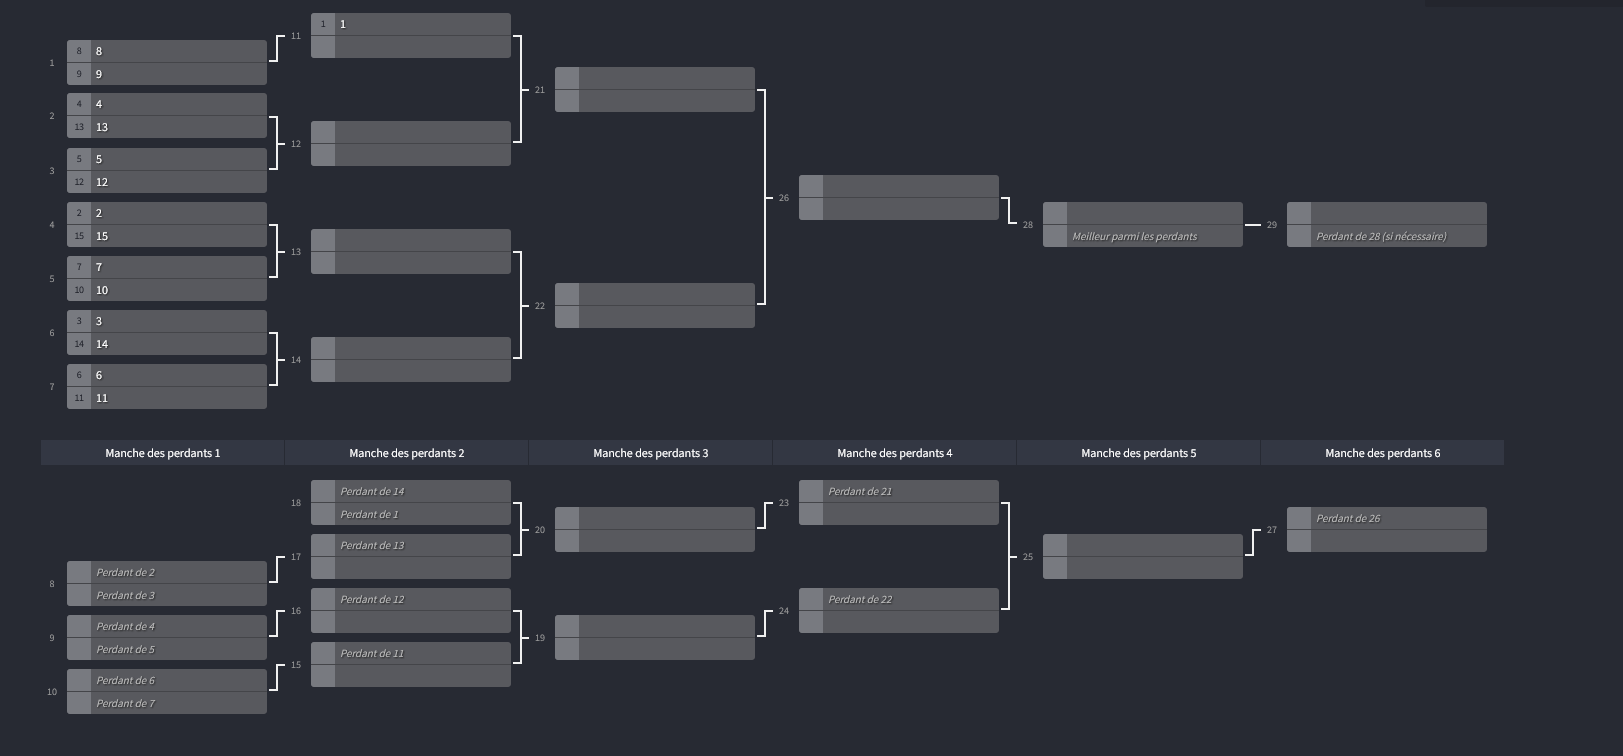 1
8 8
9 9
2
4 4
13 13
3
5 5
12 12
4
2 2
15 15
5
7 7
10 10
6
3 3
14 14
7
6 6
11 11
11
1 1
12
13
14
21
22
26
28
Meilleur parmi les perdants
29
Perdant de 28 (si nécessaire)
Manche des perdants 1
Manche des perdants 2
Manche des perdants 3
Manche des perdants 4
Manche des perdants 5
Manche des perdants 6
8
Perdant de 2
Perdant de 3
9
Perdant de 4
Perdant de 5
10
Perdant de 6
Perdant de 7
18
Perdant de 14
Perdant de 1
17
Perdant de 13
16
Perdant de 12
15
Perdant de 11
20
19
23
Perdant de 21
24
Perdant de 22
25
27
Perdant de 26